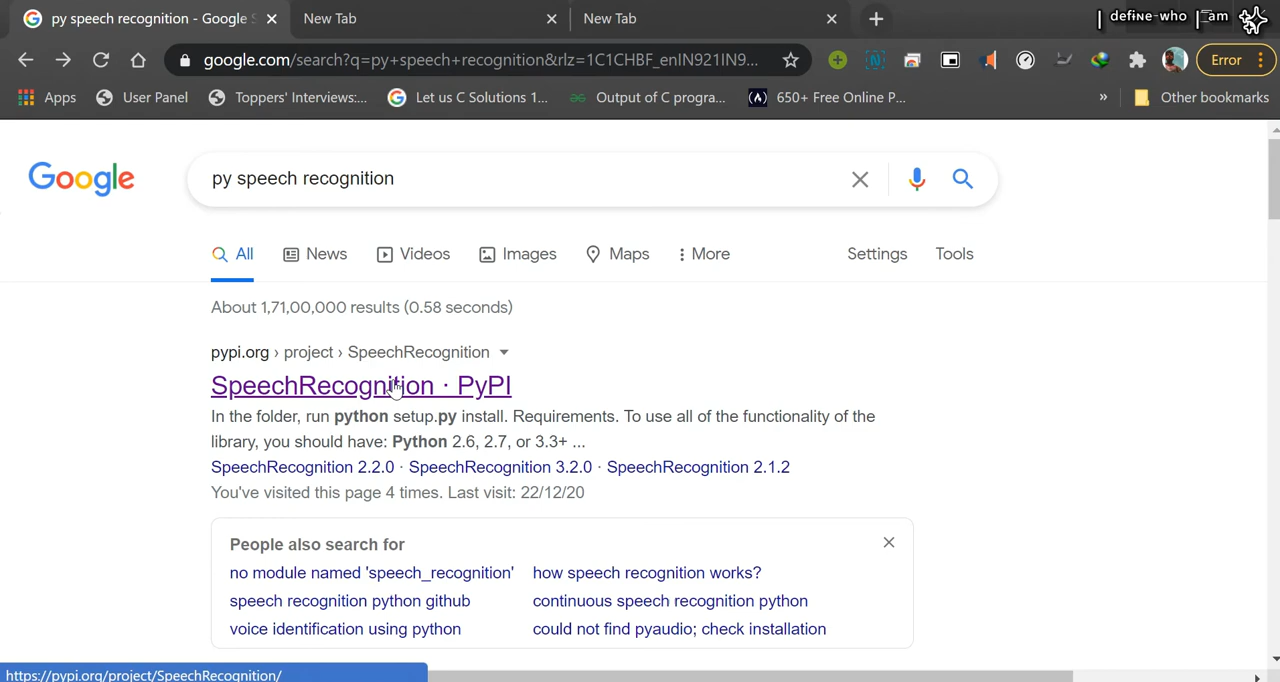 py speech recognition - Google S
New Tab
New Tab
define-who
I am
google.com/search?q=py+speech+recognition&rlz=1C1CHBF_enIN921IN9...
Error
Apps
User Panel
Toppers' Interviews:...
Let us C Solutions 1...
Output of C progra...
650+ Free Online P...
»
Other bookmarks
Google
py speech recognition
All
News
Videos
Images
Maps
More
Settings
Tools
About 1,71,00,000 results (0.58 seconds)
pypi.org › project › SpeechRecognition
SpeechRecognition · PyPI
In the folder, run python setup.py install. Requirements. To use all of the functionality of the
library, you should have: Python 2.6, 2.7, or 3.3+ ...
SpeechRecognition 2.2.0 · SpeechRecognition 3.2.0 · SpeechRecognition 2.1.2
You've visited this page 4 times. Last visit: 22/12/20
People also search for
no module named 'speech_recognition'
how speech recognition works?
speech recognition python github
continuous speech recognition python
voice identification using python
could not find pyaudio; check installation
https://pypi.org/project/SpeechRecognition/